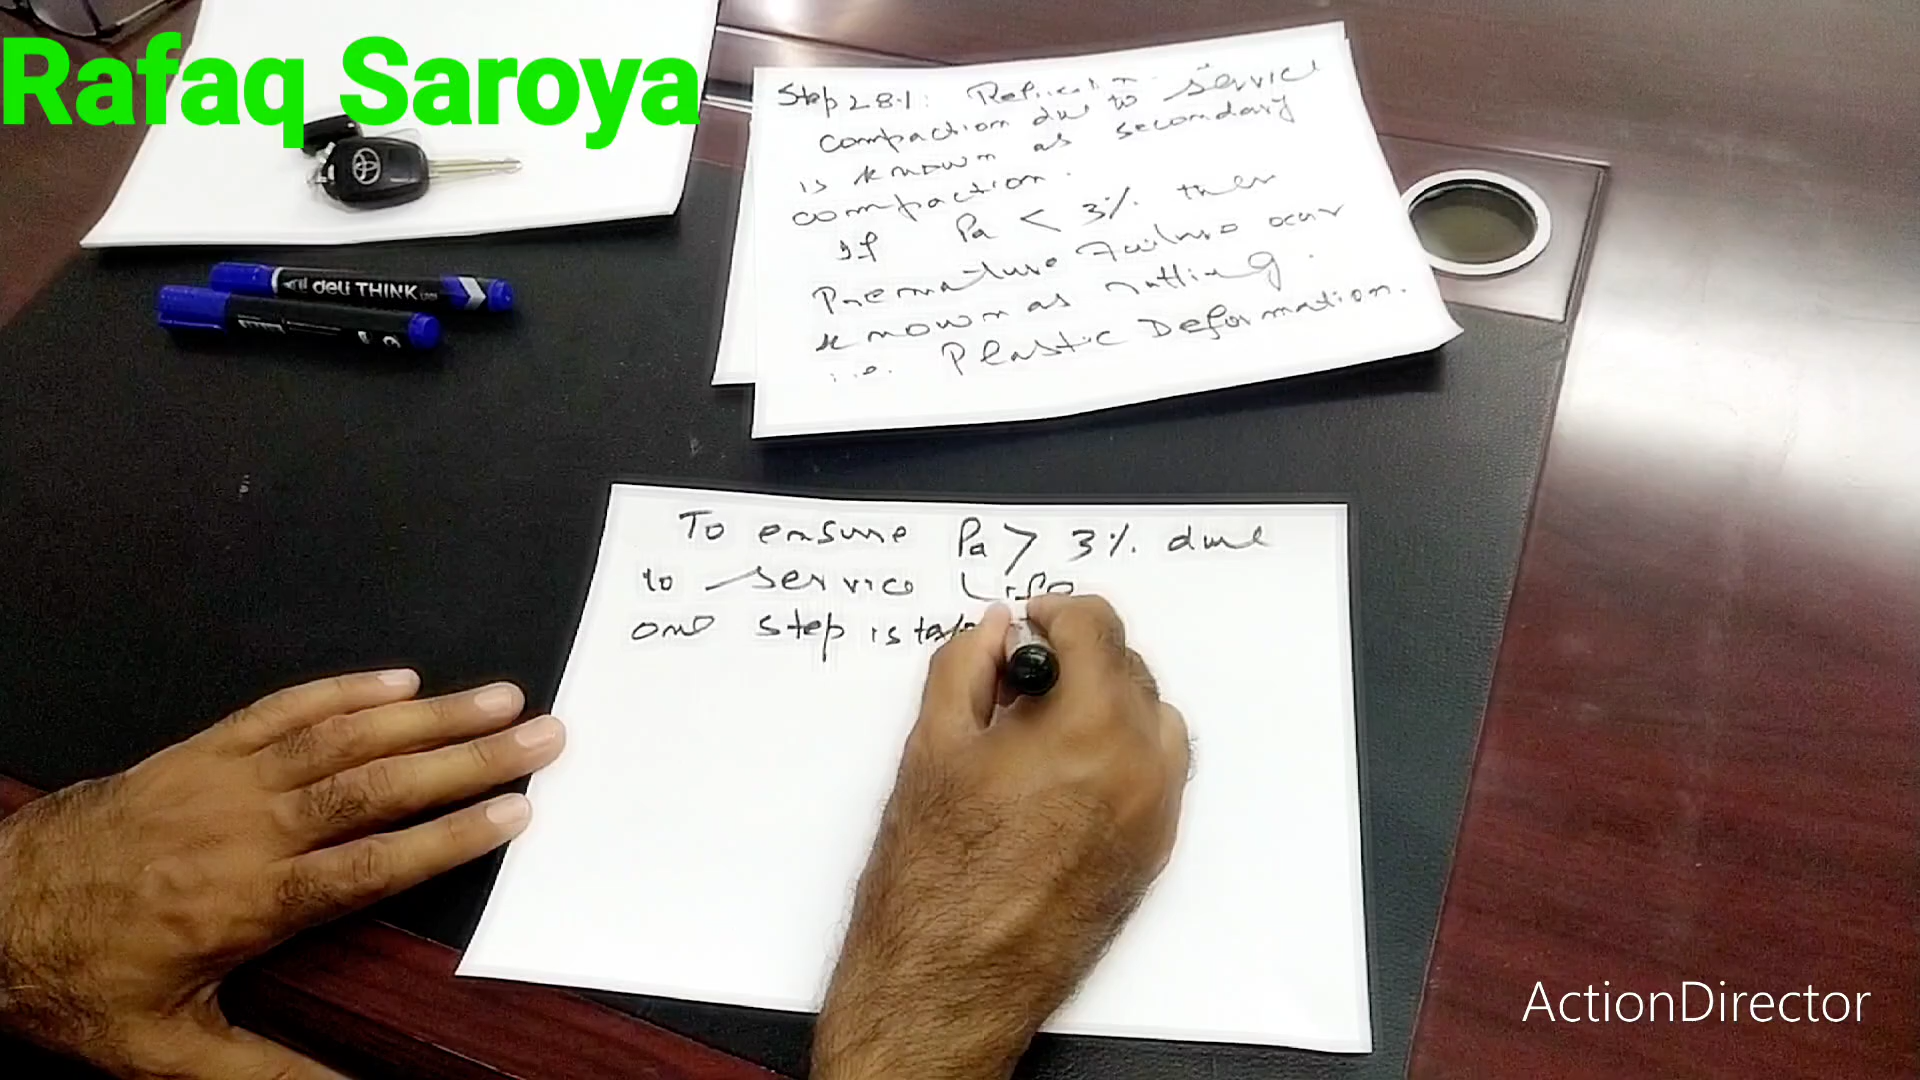 Rafaq Saroya
Step 2.8.1: Refusal
compaction due to service
is known as secondary
compaction.
If Pa < 3% then
Premature Failure occur
known as rutting.
i.e. Plastic Deformation.
deli THINK
To ensure Pa > 3% due
to service Life
one step is
ActionDirector